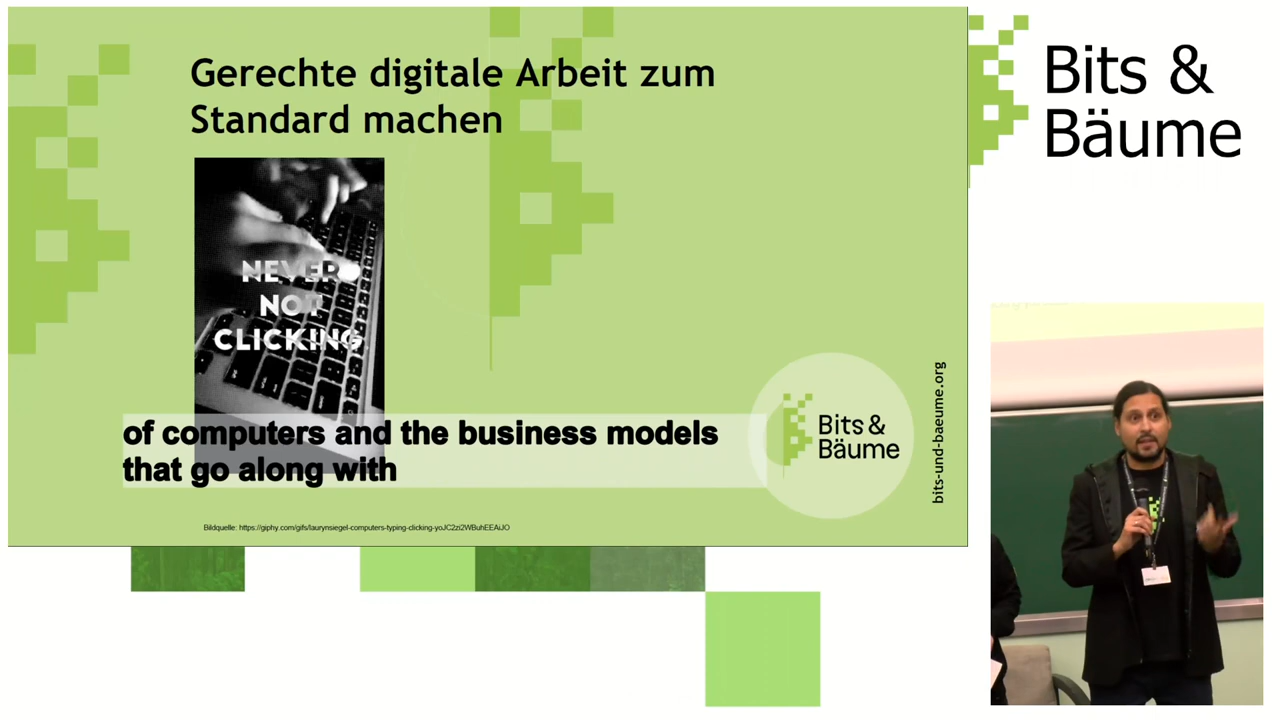 Gerechte digitale Arbeit zum
Standard machen
NEVER
NOT
CLICKING
of computers and the business models
that go along with
Bits &
Bäume
bits-und-baeume.org
Bildquelle: https://giphy.com/gifs/laurynsiegel-computers-typing-clicking-yoJC2zi2WBuhEEAiJO
Bits &
Bäume